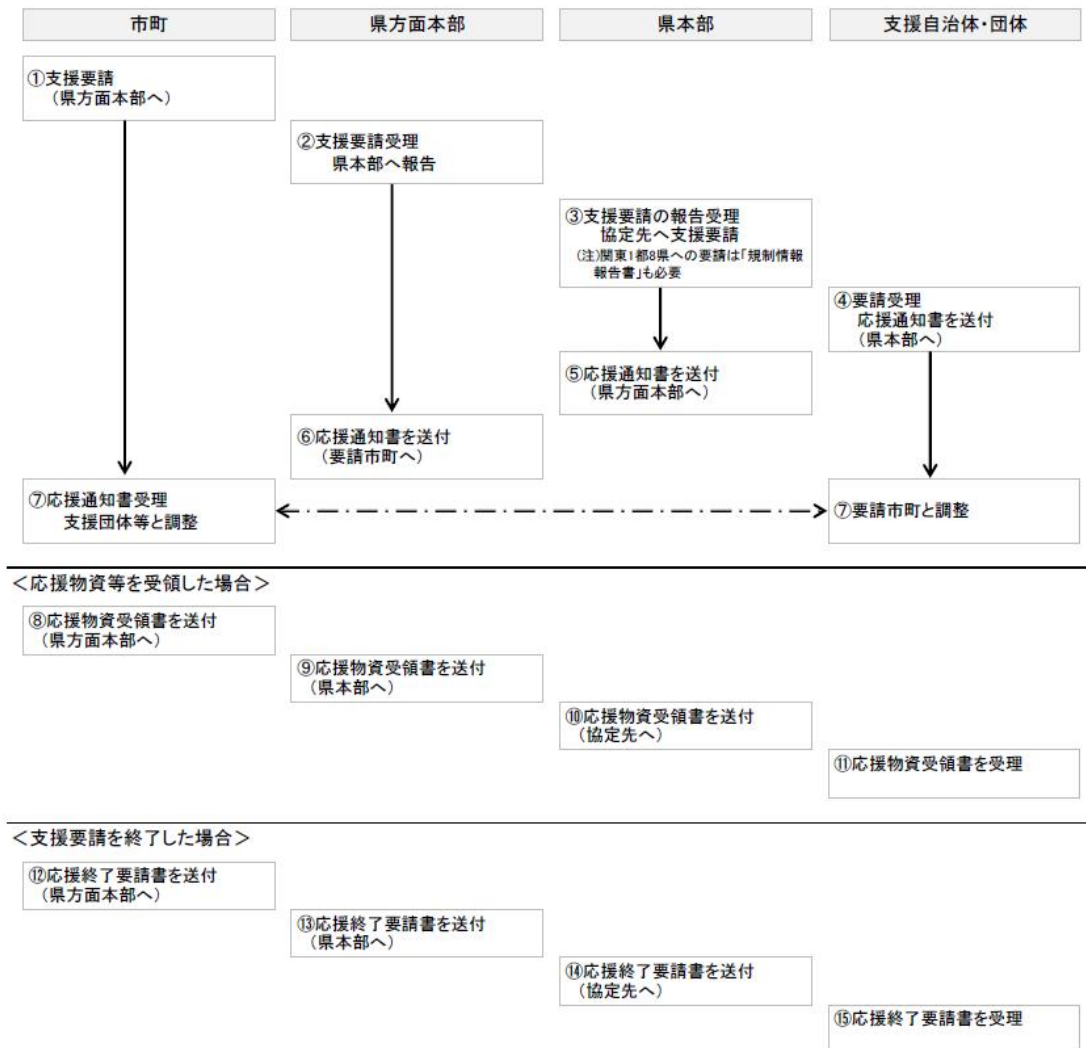 市町
県方面本部
県本部
支援自治体・団体
①支援要請
(県方面本部へ)
②支援要請受理
県本部へ報告
③支援要請の報告受理
協定先へ支援要請
(注)関東1都8県への要請は「規制情報
報告書」も必要
④要請受理
応援通知書を送付
(県本部へ)
⑤応援通知書を送付
(県方面本部へ)
⑥応援通知書を送付
(要請市町へ)
⑦応援通知書受理
支援団体等と調整
⑦要請市町と調整
<応援物資等を受領した場合>
⑧応援物資受領書を送付
(県方面本部へ)
⑨応援物資受領書を送付
(県本部へ)
⑩応援物資受領書を送付
(協定先へ)
⑪応援物資受領書を受理
<支援要請を終了した場合>
⑫応援終了要請書を送付
(県方面本部へ)
⑬応援終了要請書を送付
(県本部へ)
⑭応援終了要請書を送付
(協定先へ)
⑮応援終了要請書を受理